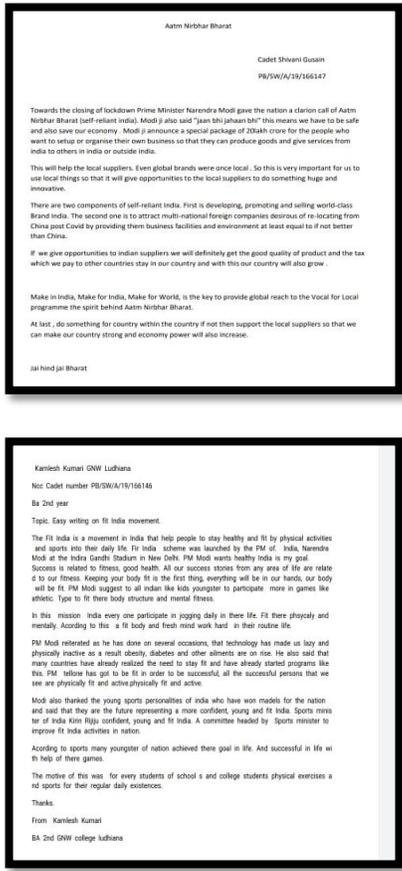 Aatm Nirbhar Bharat
Cadet Shivani Gusain
PB/SW/A/19/166147
Towards the closing of lockdown Prime Minister Narendra Modi gave the nation a clarion call of Aatm
Nirbhar Bharat (self-reliant india). Modi ji also said "jaan bhi jahaan bhi" this means we have to be safe
and also save our economy . Modi ji announce a special package of 20lakh crore for the people who
want to setup or organise their own business so that they can produce goods and give services from
india to others in india or outside india.
This will help the local suppliers. Even global brands were once local . So this is very important for us to
use local things so that it will give opportunities to the local suppliers to do something huge and
innovative.
There are two components of self-reliant India. First is developing, promoting and selling world-class
Brand India. The second one is to attract multi-national foreign companies desirous of re-locating from
China post Covid by providing them business facilities and environment at least equal to if not better
than China.
If we give opportunities to indian suppliers we will definitely get the good quality of product and the tax
which we pay to other countries stay in our country and with this our country will also grow .
Make in India, Make for India, Make for World, is the key to provide global reach to the Vocal for Local
programme the spirit behind Aatm Nirbhar Bharat.
At last , do something for country within the country if not then support the local suppliers so that we
can make our country strong and economy power will also increase.
Jai hind jai Bharat
Kamlesh Kumari GNW Ludhiana
Ncc Cadet number PB/SW/A/19/166146
Ba 2nd year
Topic. Easy writing on fit India movement.
The Fit India is a movement in India that help people to stay healthy and fit by physical activities
and sports into their daily life. Fir India scheme was launched by the PM of. India, Narendra
Modi at the Indira Gandhi Stadium in New Delhi. PM Modi wants healthy India is my goal.
Success is related to fitness, good health. All our success stories from any area of life are relate
d to our fitness. Keeping your body fit is the first thing, everything will be in our hands, our body
will be fit. PM Modi suggest to all indian like kids youngster to participate more in games like
athletic. Type to fit there body structure and mental fitness.
In this mission India every one participate in jogging daily in there life. Fit there physcaly and
mentally. Acording to this a fit body and fresh mind work hard in their routine life.
PM Modi reiterated as he has done on several occasions, that technology has made us lazy and
physically inactive as a result obesity, diabetes and other ailments are on rise. He also said that
many countries have already realized the need to stay fit and have already started programs like
this. PM tellone has got to be fit in order to be successful, all the successful persons that we
see are physically fit and active.physically fit and active.
Modi also thanked the young sports personalities of india who have won madels for the nation
and said that they are the future representing a more confident, young and fit India. Sports minis
ter of India Kirin Rijiju confident, young and fit India. A committee headed by Sports minister to
improve fit India activities in nation.
Acording to sports many youngster of nation achieved there goal in life. And successful in life wi
th help of there games.
The motive of this was for every students of school s and college students physical exercises a
nd sports for their regular daily existences.
Thanks.
From Kamlesh Kumari
BA 2nd GNW college ludhiana